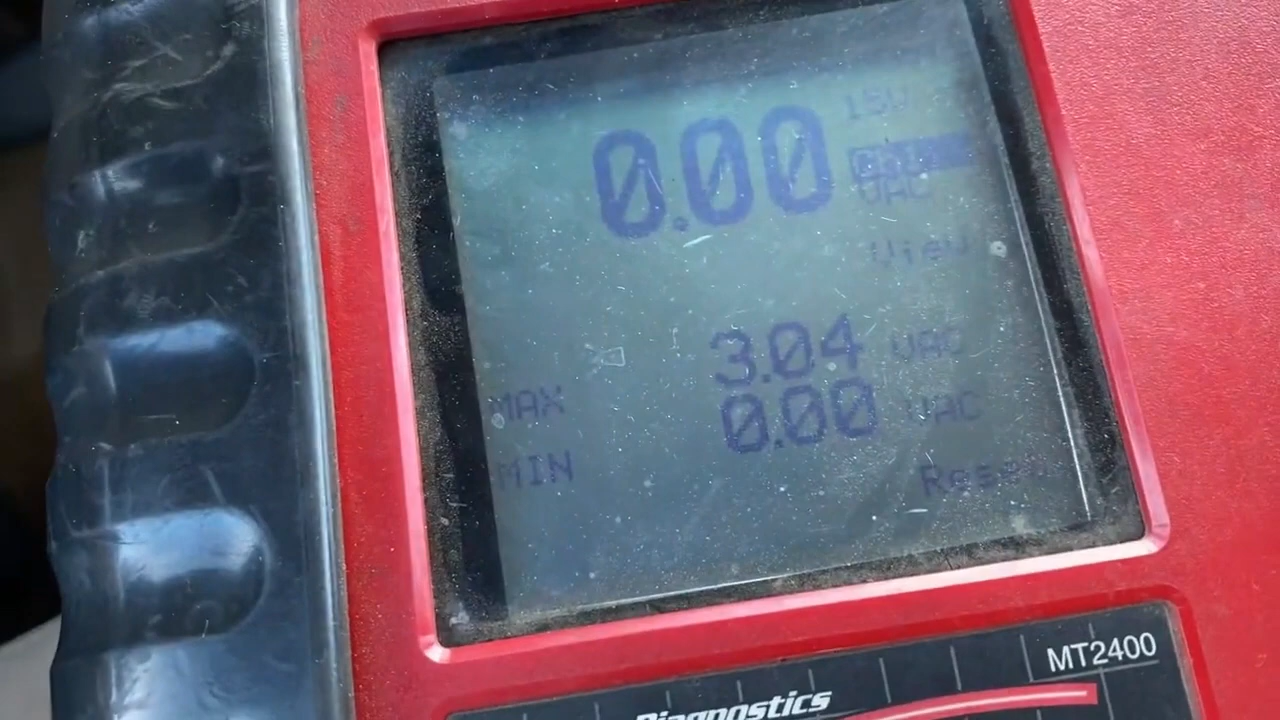 0.00
VAC
View
3.04 VAC
MAX 0.00 VAC
MIN
Reset
MT2400
Diagnostics